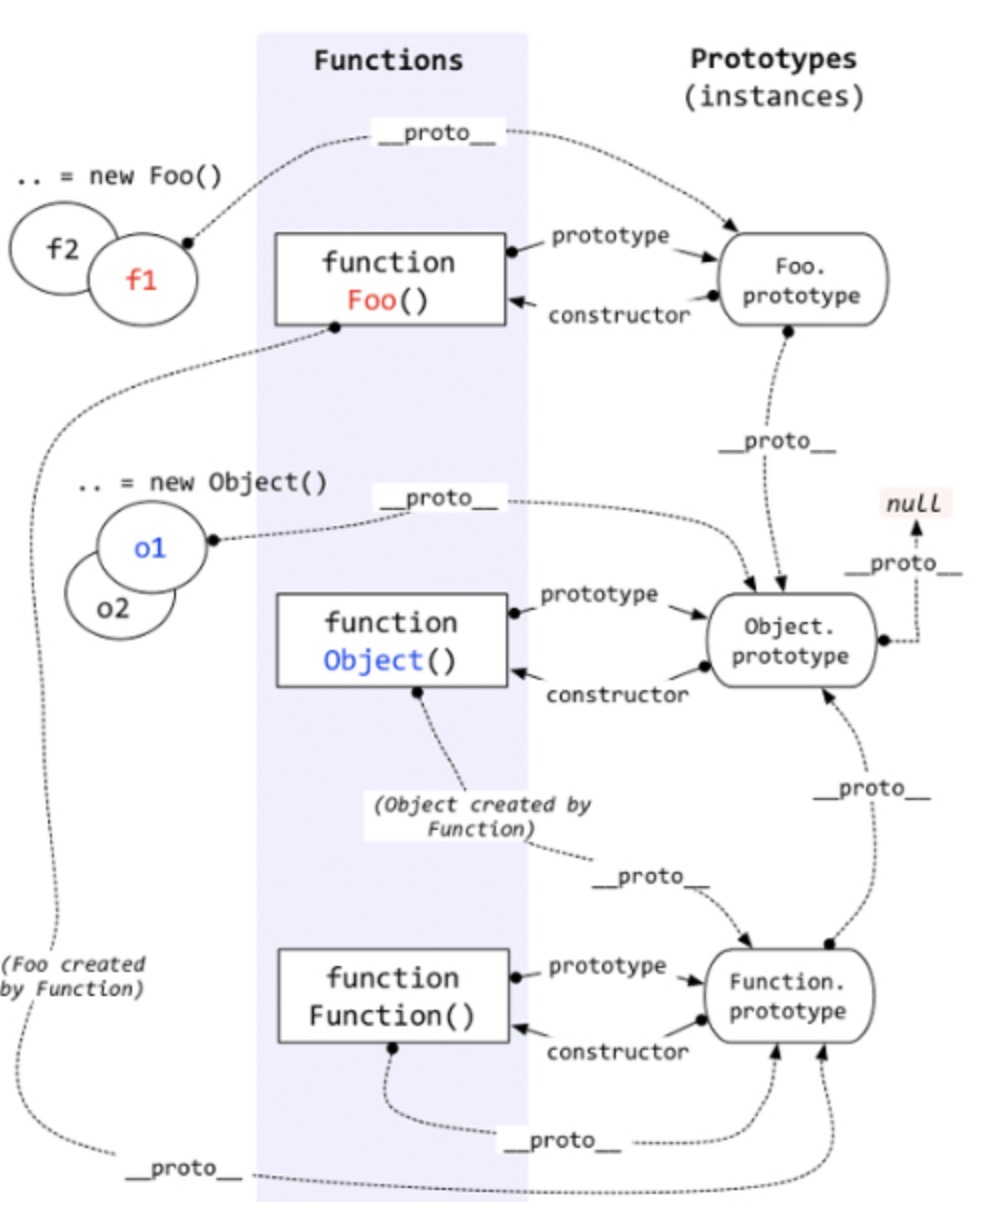 Functions
Prototypes
(instances)
__proto__
.. = new Foo()
f2
f1
function
Foo()
prototype
constructor
Foo.
prototype
__proto__
.. = new Object()
__proto__
null
__proto__
o1
o2
function
Object()
prototype
constructor
Object.
prototype
__proto__
(Object created by
Function)
__proto__
(Foo created
by Function)
function
Function()
prototype
constructor
Function.
prototype
__proto__
__proto__